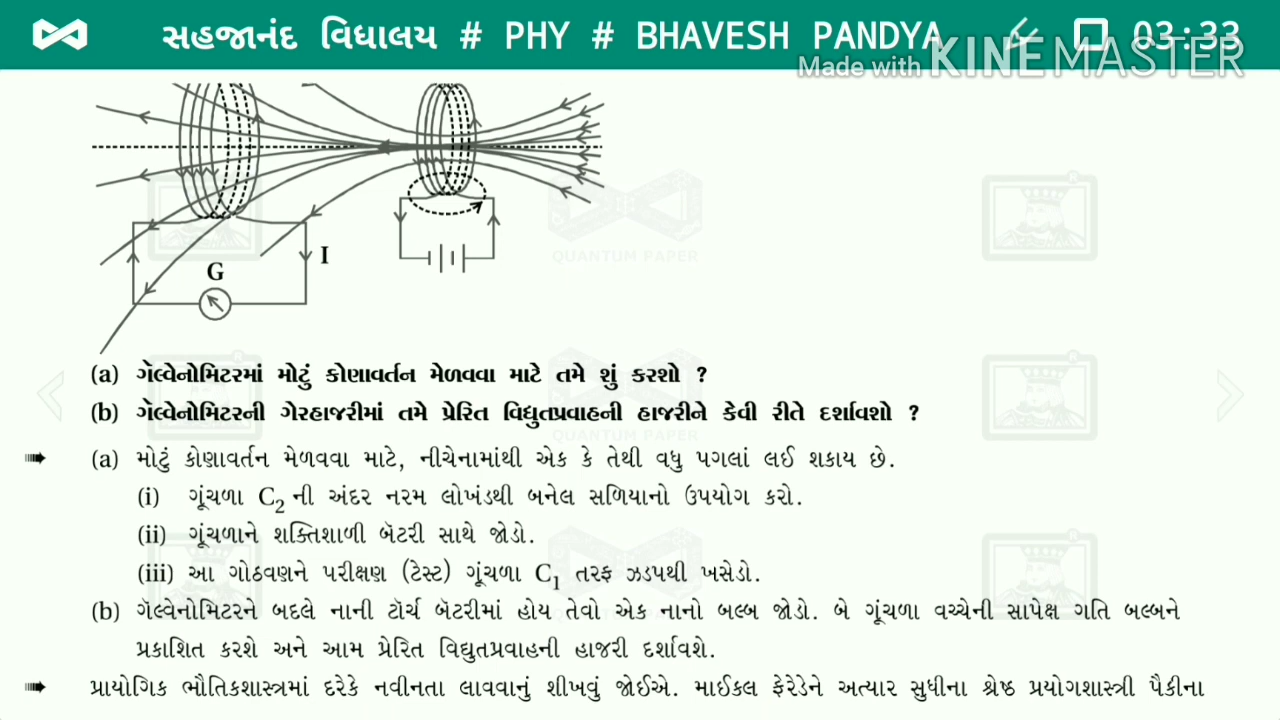 સહજાનંદ વિધાલય # PHY # BHAVESH PANDYA
03:33
Made with KINEMASTER
I
G
QUANTUM PAPER
(a) ગૅલ્વેનોમિટરમાં મોટું કોણાવર્તન મેળવવા માટે તમે શું કરશો ?
(b) ગૅલ્વેનોમિટરની ગેરહાજરીમાં તમે પ્રેરિત વિદ્યુતપ્રવાહની હાજરીને કેવી રીતે દર્શાવશો ?
QUANTUM PAPER
(a) મોટું કોણાવર્તન મેળવવા માટે, નીચેનામાંથી એક કે તેથી વધુ પગલાં લઈ શકાય છે.
(i) ગૂંચળા C2 ની અંદર નરમ લોખંડથી બનેલ સળિયાનો ઉપયોગ કરો.
(ii) ગૂંચળાને શક્તિશાળી બૅટરી સાથે જોડો.
(iii) આ ગોઠવણને પરીક્ષણ (ટેસ્ટ) ગૂંચળા C1 તરફ ઝડપથી ખસેડો.
(b) ગૅલ્વેનોમિટરને બદલે નાની ટૉર્ચ બૅટરીમાં હોય તેવો એક નાનો બલ્બ જોડો. બે ગૂંચળા વચ્ચેની સાપેક્ષ ગતિ બલ્બને
પ્રકાશિત કરશે અને આમ પ્રેરિત વિદ્યુતપ્રવાહની હાજરી દર્શાવશે.
પ્રાયોગિક ભૌતિકશાસ્ત્રમાં દરેકે નવીનતા લાવવાનું શીખવું જોઈએ. માઈકલ ફેરેડેને અત્યાર સુધીના શ્રેષ્ઠ પ્રયોગશાસ્ત્રી પૈકીના